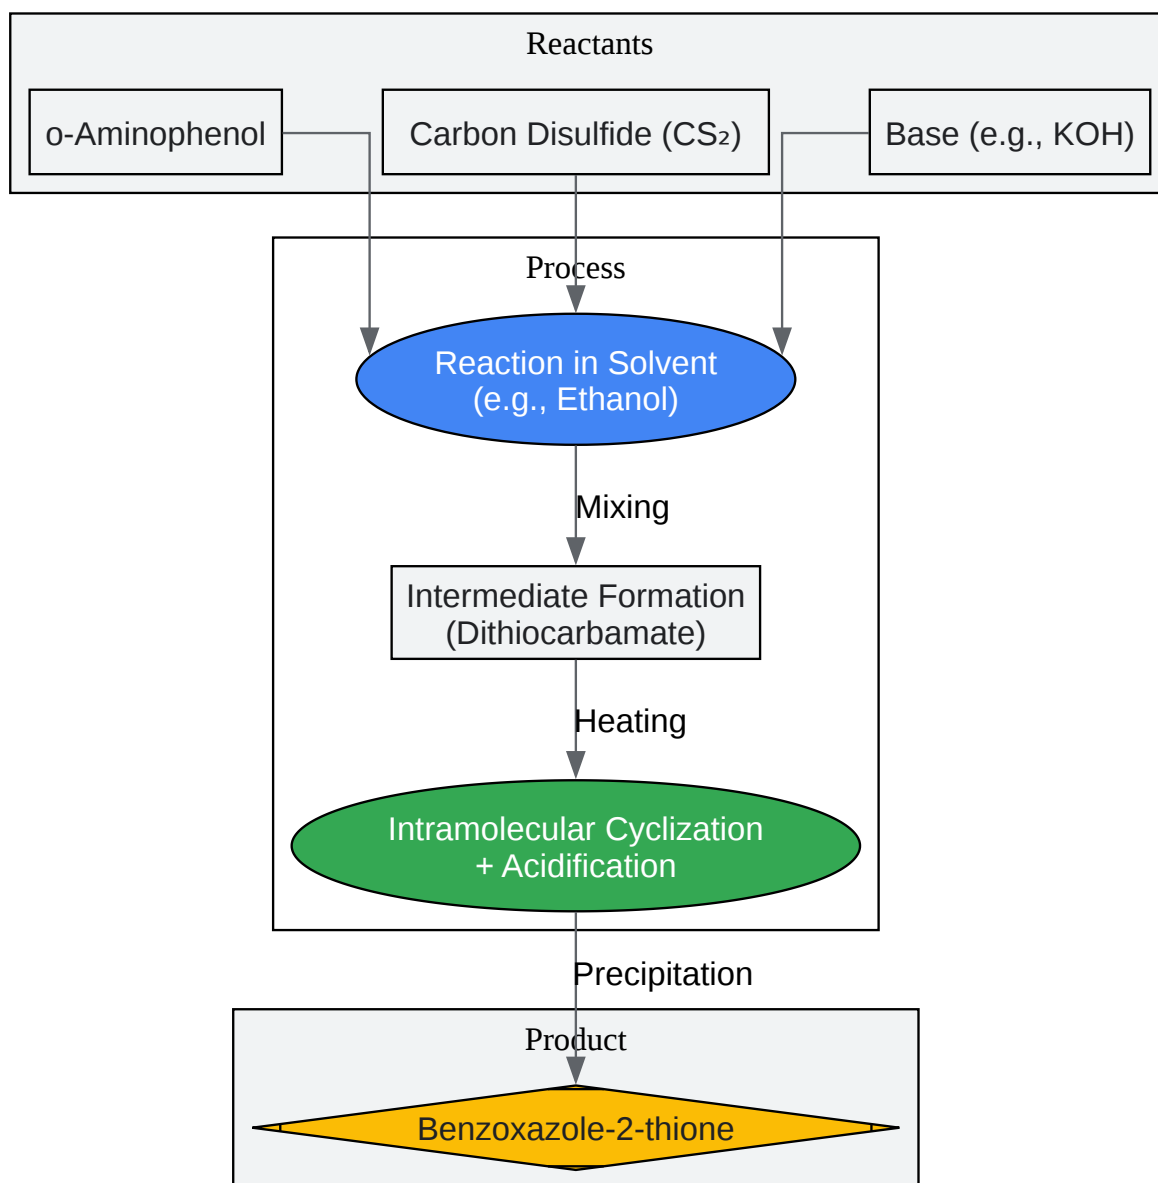 Reactants
o-Aminophenol
Carbon Disulfide (CS₂)
Base (e.g., KOH)
Process
Reaction in Solvent
(e.g., Ethanol)
Mixing
Intermediate Formation
(Dithiocarbamate)
Heating
Intramolecular Cyclization
+ Acidification
Precipitation
Product
Benzoxazole-2-thione